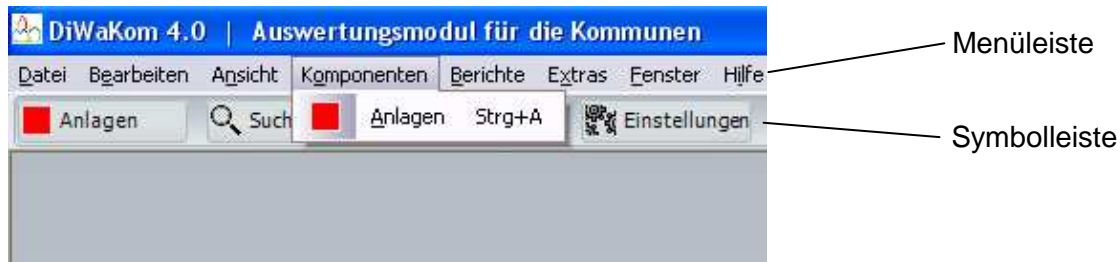 DiWaKom 4.0 | Auswertungsmodul für die Kommunen
Datei Bearbeiten Ansicht Komponenten Berichte Extras Fenster Hilfe
Menüleiste
Anlagen Such Anlagen Strg+A Einstellungen
Symbolleiste